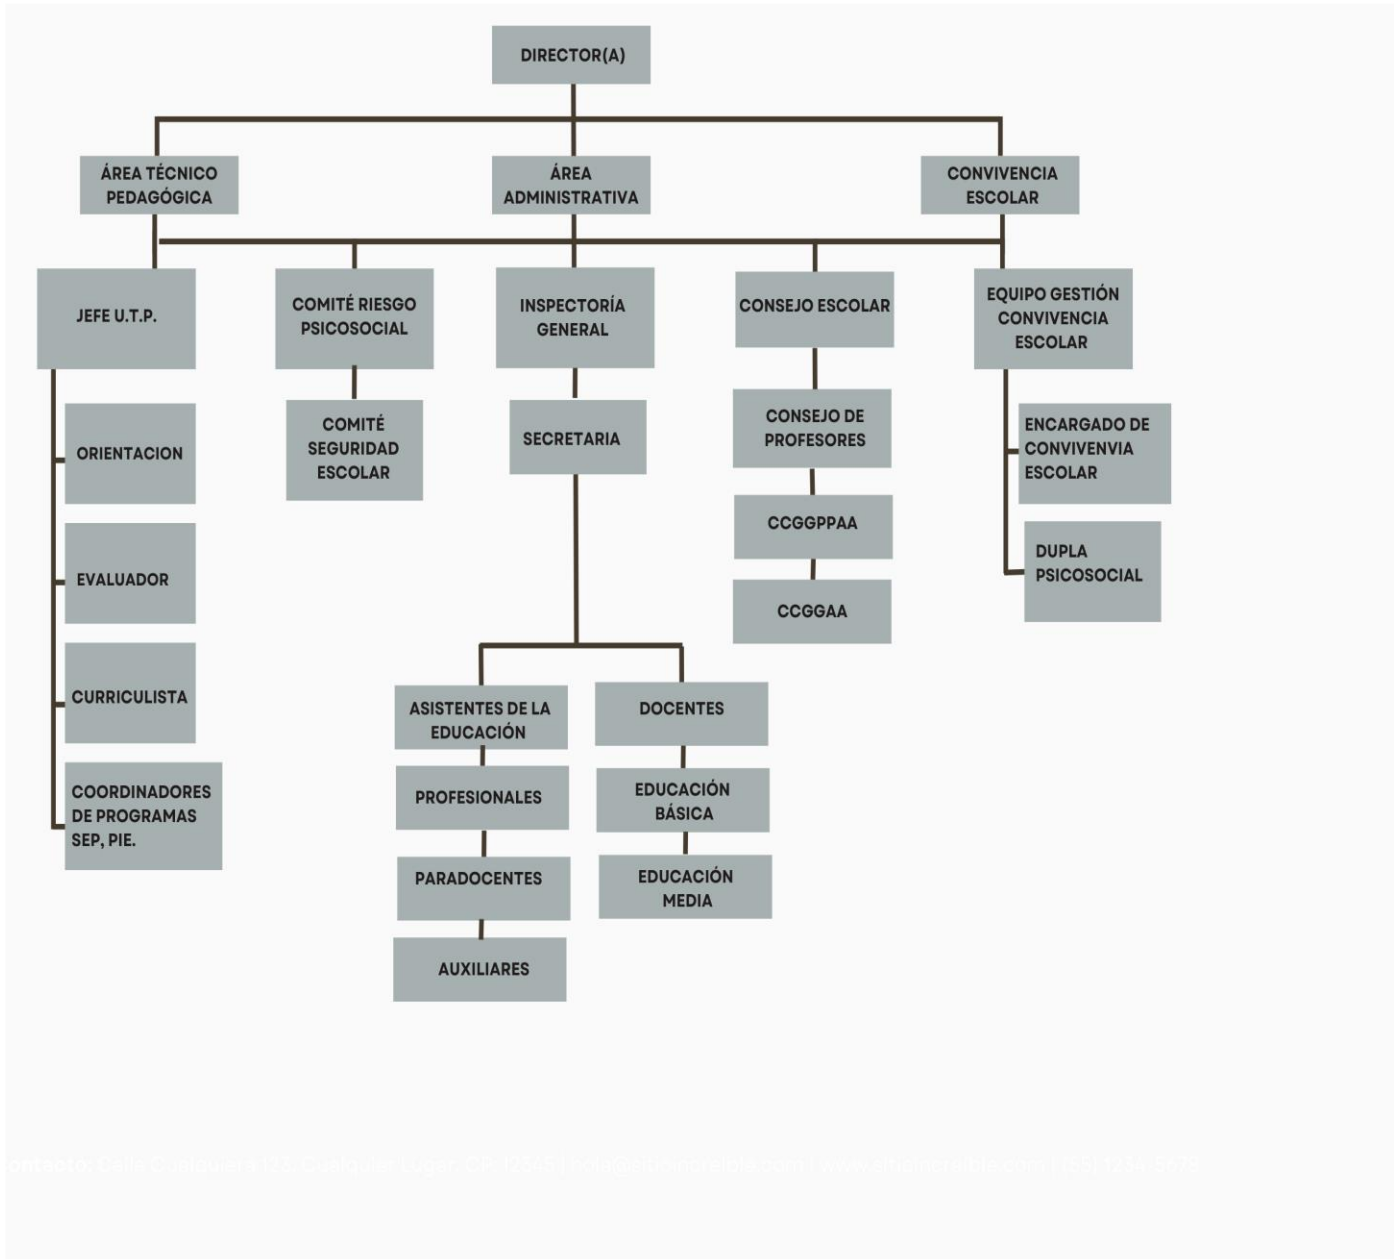 DIRECTOR(A)
ÁREA TÉCNICO
PEDAGÓGICA
ÁREA
ADMINISTRATIVA
CONVIVENCIA
ESCOLAR
JEFE U.T.P.
COMITÉ RIESGO
PSICOSOCIAL
INSPECTORÍA
GENERAL
CONSEJO ESCOLAR
EQUIPO GESTIÓN
CONVIVENCIA
ESCOLAR
ORIENTACION
EVALUADOR
CURRICULISTA
COORDINADORES
DE PROGRAMAS
SEP, PIE.
COMITÉ
SEGURIDAD
ESCOLAR
SECRETARIA
CONSEJO DE
PROFESORES
CCGGPPAA
CCGGAA
ENCARGADO DE
CONVIVENVIA
ESCOLAR
DUPLA
PSICOSOCIAL
ASISTENTES DE LA
EDUCACIÓN
PROFESIONALES
PARADOCENTES
AUXILIARES
DOCENTES
EDUCACIÓN
BÁSICA
EDUCACIÓN
MEDIA